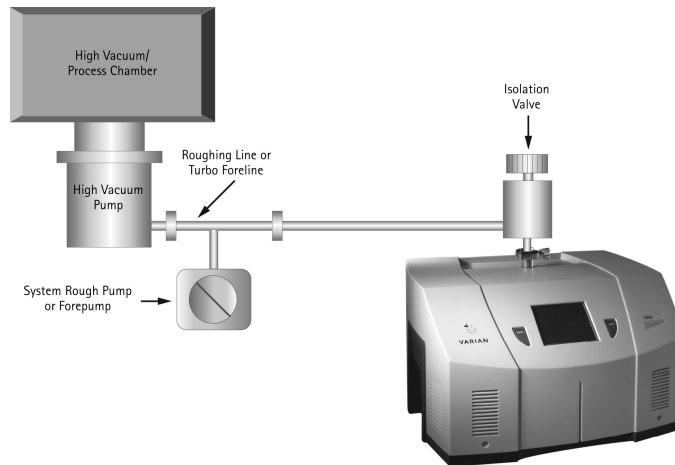 High Vacuum/
Process Chamber
Isolation
Valve
Roughing Line or
Turbo Foreline
High Vacuum
Pump
System Rough Pump
or Forepump
VARIAN